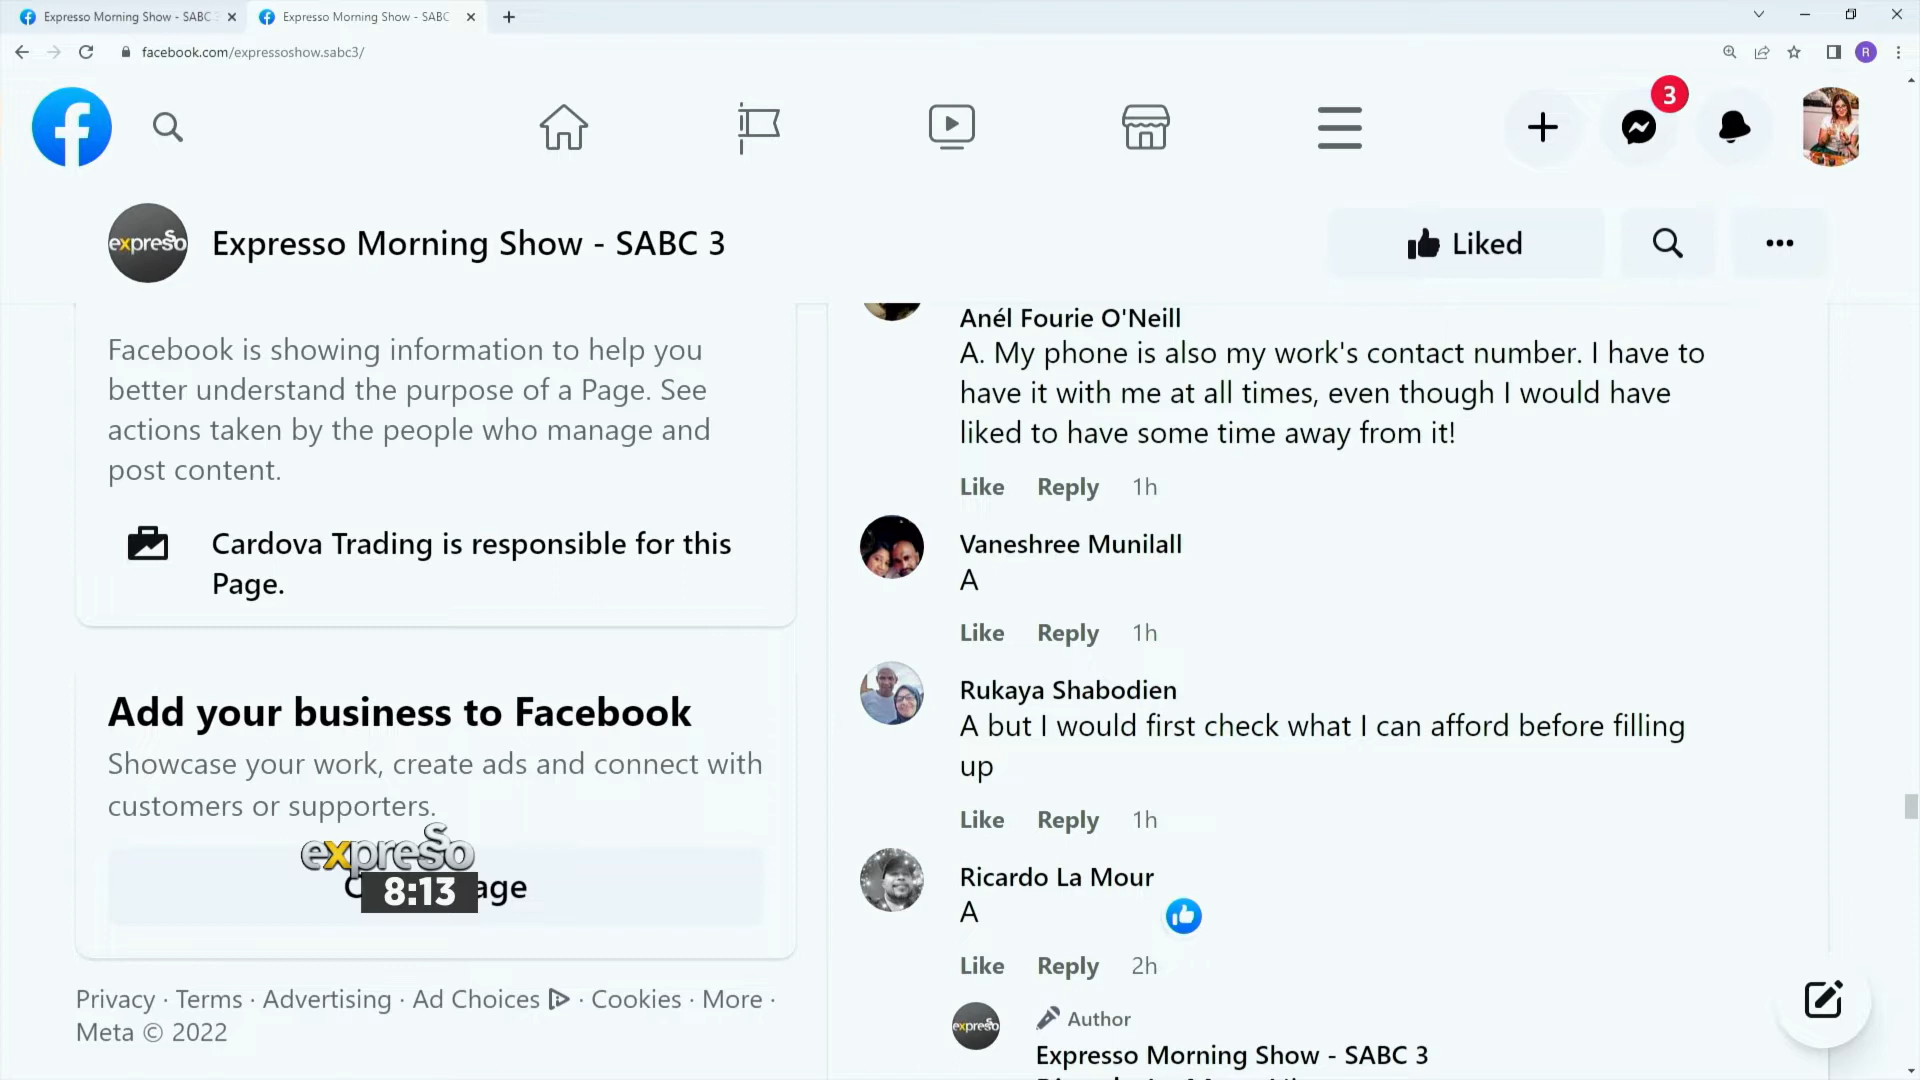 Expresso Morning Show - SABC
Expresso Morning Show - SABC
facebook.com/expressoshow.sabc3/
R
3
expresso
Expresso Morning Show - SABC 3
Liked
Facebook is showing information to help you
better understand the purpose of a Page. See
actions taken by the people who manage and
post content.
Cardova Trading is responsible for this
Page.
Add your business to Facebook
Showcase your work, create ads and connect with
customers or supporters.
expresso
8:13
age
Privacy · Terms · Advertising · Ad Choices · Cookies · More ·
Meta © 2022
Anél Fourie O'Neill
A. My phone is also my work's contact number. I have to
have it with me at all times, even though I would have
liked to have some time away from it!
Like Reply 1h
Vaneshree Munilall
A
Like Reply 1h
Rukaya Shabodien
A but I would first check what I can afford before filling
up
Like Reply 1h
Ricardo La Mour
A
Like Reply 2h
expresso
Author
Expresso Morning Show - SABC 3